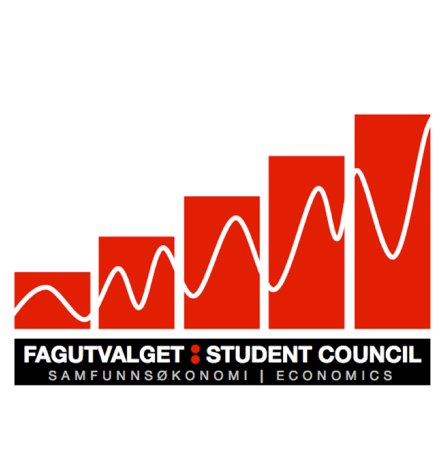 FAGUTVALGET : STUDENT COUNCIL
SAMFUNNSØKONOMI | ECONOMICS